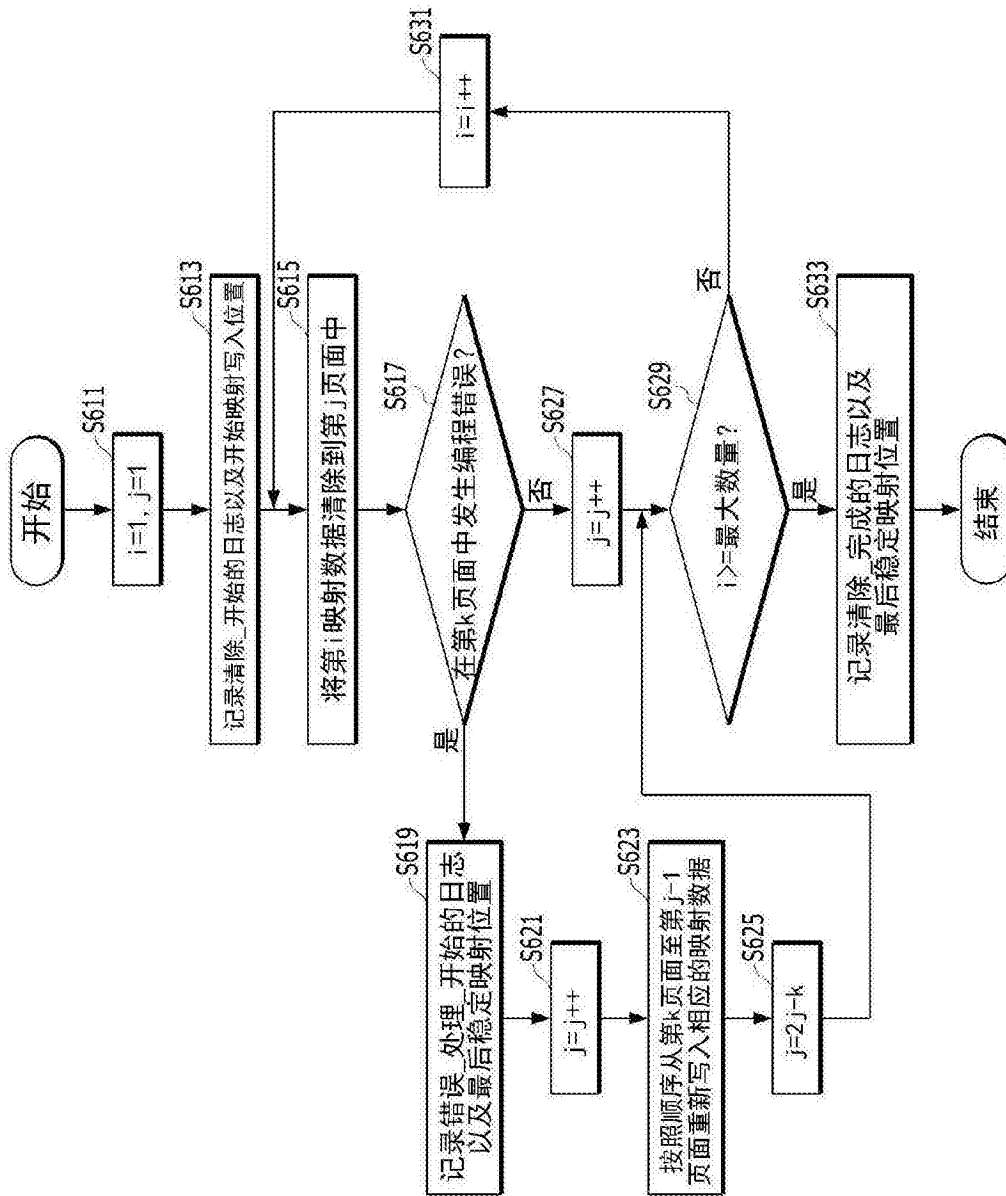 开始
S611
i=1, j=1
S613
记录清除_开始的日志以及开始映射写入位置
S615
将第i映射数据清除到第j页面中
S617
在第k页面中发生编程错误?
是
否
S619
记录错误_处理_开始的日志
以及最后稳定映射位置
S621
j=j++
S623
按照顺序从第k页面至第j-1
页面重新写入相应的映射数据
S625
j=2j-k
S627
j=j++
S629
i>=最大数量?
否
是
S631
i=i++
S633
记录清除_完成的日志以及
最后稳定映射位置
结束